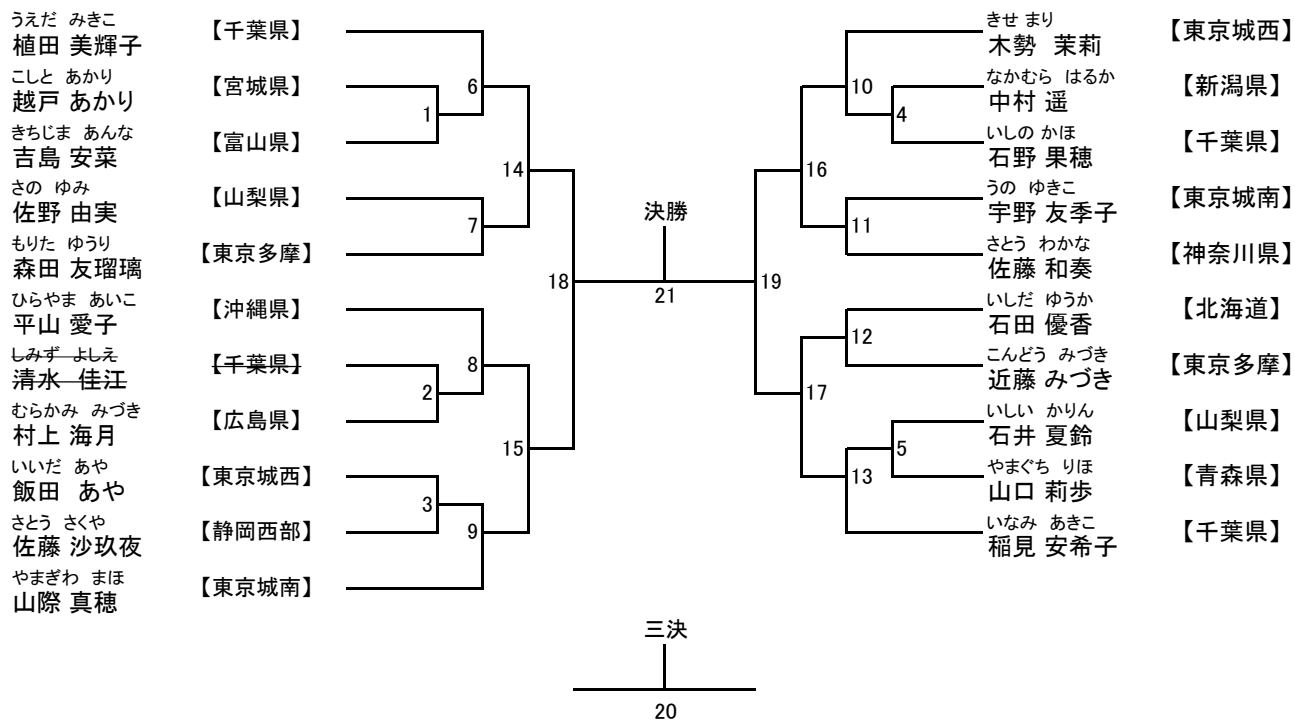 うえだ みきこ
植田 美輝子 【千葉県】
こしと あかり
越戸 あかり 【宮城県】
きちじま あんな
吉島 安菜 【富山県】
さの ゆみ
佐野 由実 【山梨県】
もりた ゆうり
森田 友瑠璃 【東京多摩】
ひらやま あいこ
平山 愛子 【沖縄県】
しみず よしえ
清水 佳江 【千葉県】
むらかみ みづき
村上 海月 【広島県】
いいだ あや
飯田 あや 【東京城西】
さとう さくや
佐藤 沙玖夜 【静岡西部】
やまぎわ まほ
山際 真穂 【東京城南】
1
2
3
6
7
8
9
14
15
18
決勝
21
19
16
17
10
11
12
13
4
5
きせ まり
木勢 茉莉 【東京城西】
なかむら はるか
中村 遥 【新潟県】
いしの かほ
石野 果穂 【千葉県】
うの ゆきこ
宇野 友季子 【東京城南】
さとう わかな
佐藤 和奏 【神奈川県】
いしだ ゆうか
石田 優香 【北海道】
こんどう みづき
近藤 みづき 【東京多摩】
いしい かりん
石井 夏鈴 【山梨県】
やまぐち りほ
山口 莉歩 【青森県】
いなみ あきこ
稲見 安希子 【千葉県】
三決
20